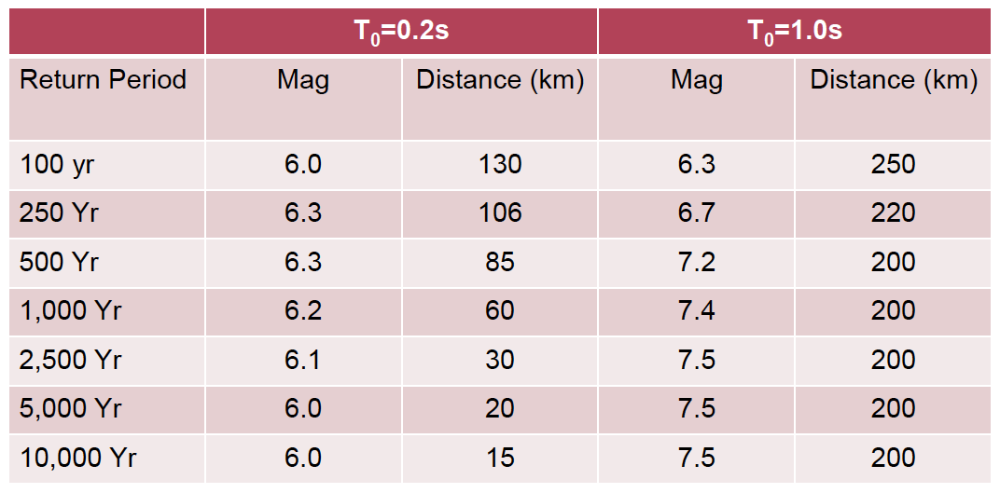 T0=0.2s T0=1.0s
Return Period Mag Distance (km) Mag Distance (km)
100 yr 6.0 130 6.3 250
250 Yr 6.3 106 6.7 220
500 Yr 6.3 85 7.2 200
1,000 Yr 6.2 60 7.4 200
2,500 Yr 6.1 30 7.5 200
5,000 Yr 6.0 20 7.5 200
10,000 Yr 6.0 15 7.5 200